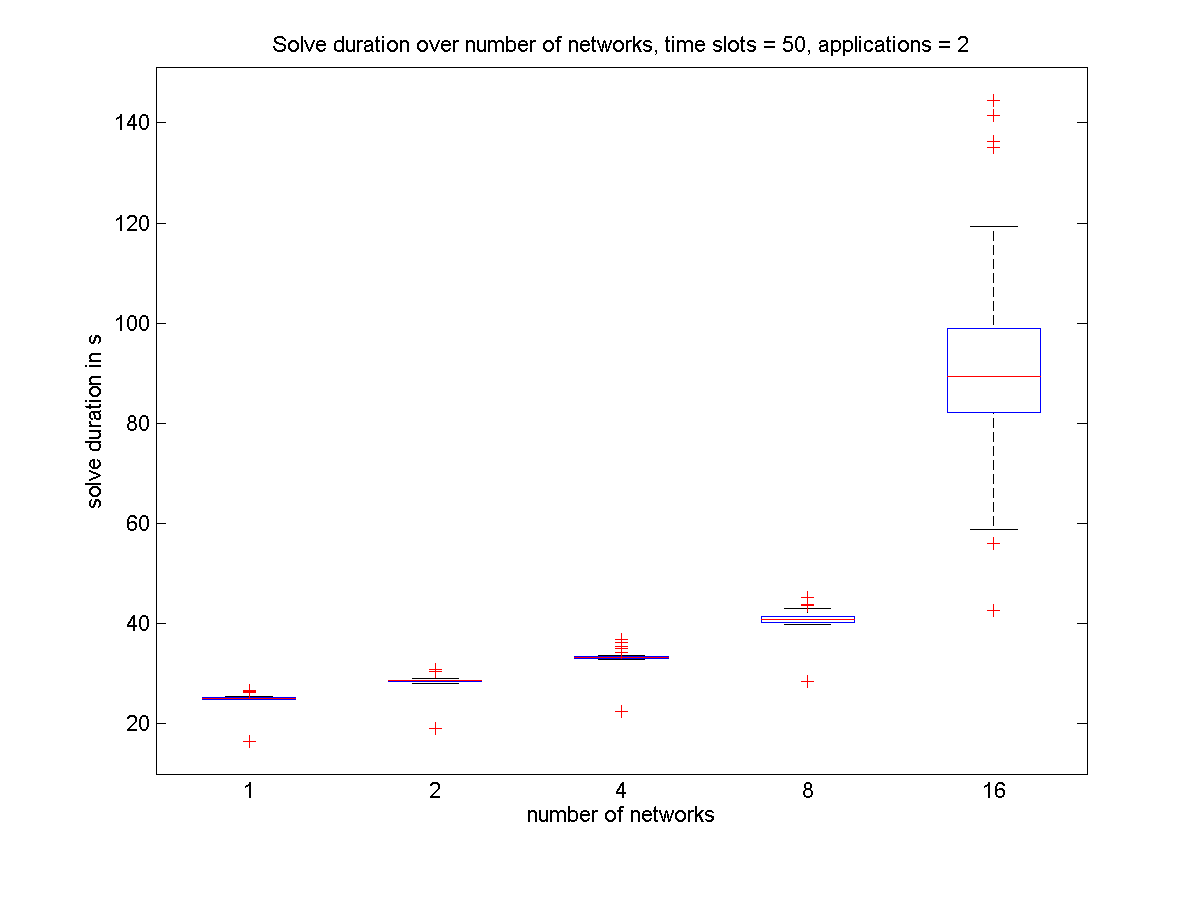 Solve duration over number of networks, time slots = 50, applications = 2
140
120
100
80
60
40
20
solve duration in s
1 2 4 8 16
number of networks